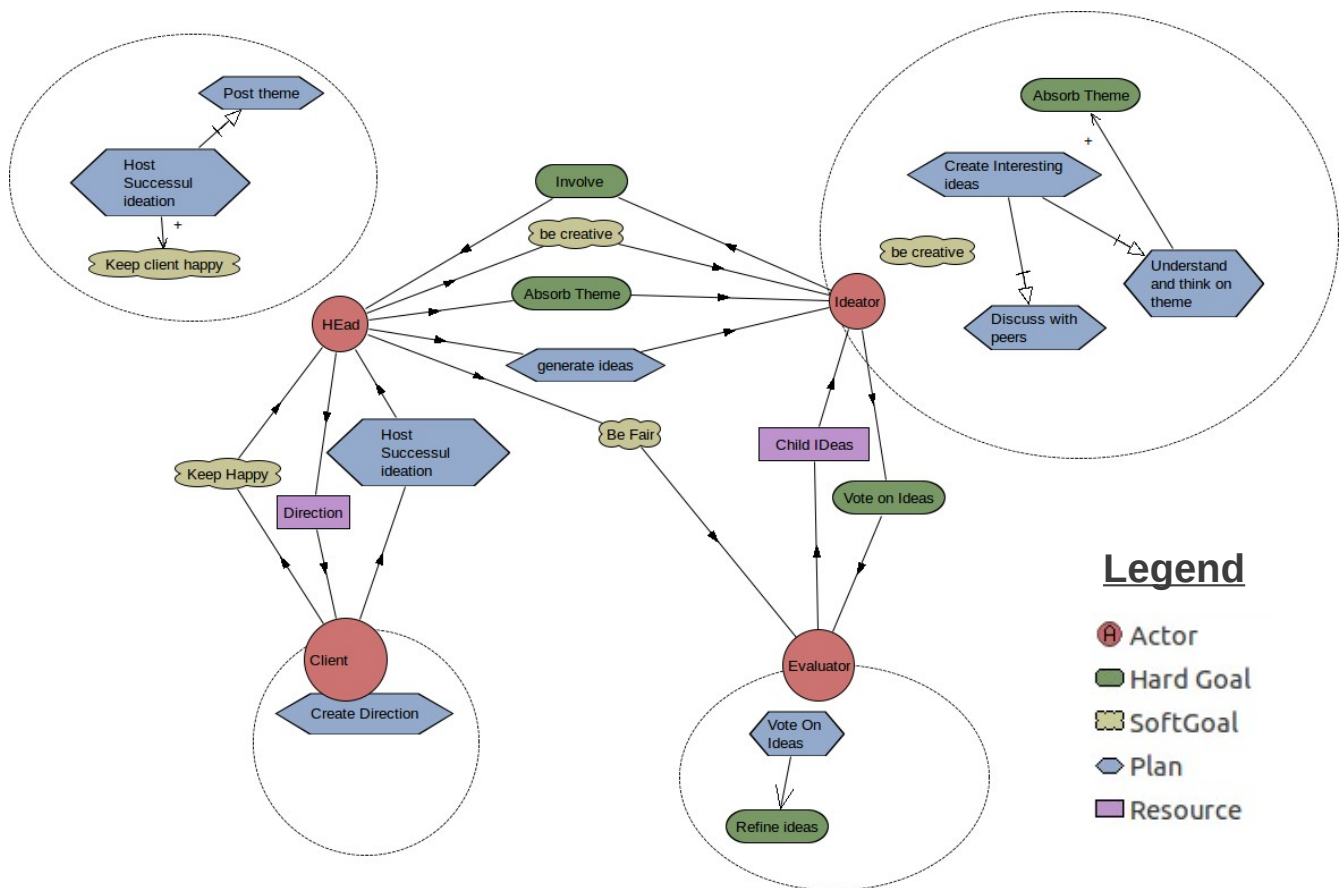 Post theme
Host
Successul
ideation
+
Keep client happy
Involve
be creative
Absorb Theme
generate ideas
HEad
Be Fair
Ideator
Absorb Theme
+
Create Interesting
ideas
be creative
Understand
and think on
theme
Discuss with
peers
Keep Happy
Direction
Host
Successul
ideation
Child IDeas
Vote on Ideas
Client
Create Direction
Evaluator
Vote On
Ideas
Refine ideas
Legend
A Actor
Hard Goal
SoftGoal
Plan
Resource